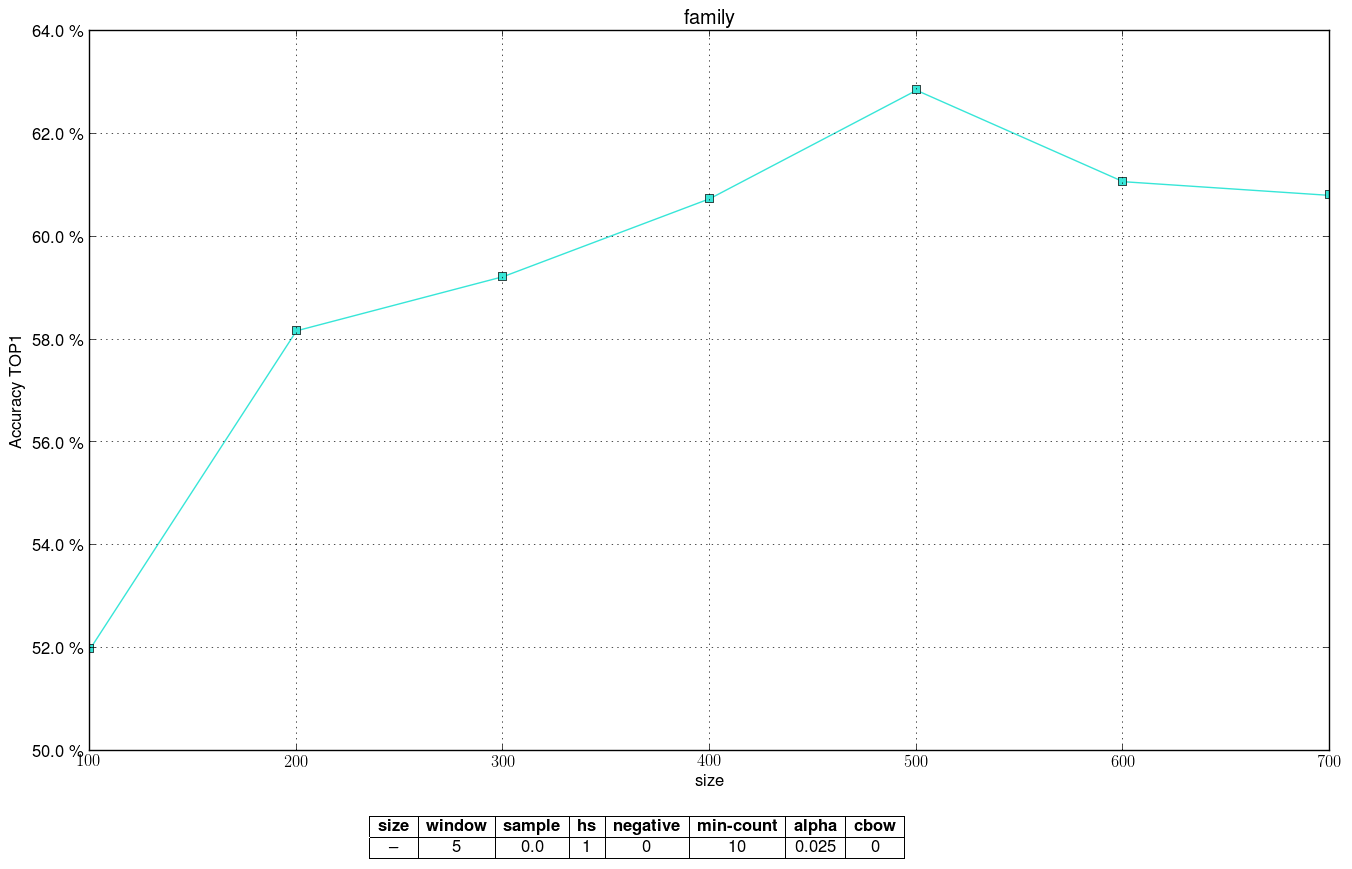 family
64.0 %
62.0 %
60.0 %
58.0 %
56.0 %
54.0 %
52.0 %
50.0 %
Accuracy TOP1
100 200 300 400 500 600 700
size
size window sample hs negative min-count alpha cbow
– 5 0.0 1 0 10 0.025 0